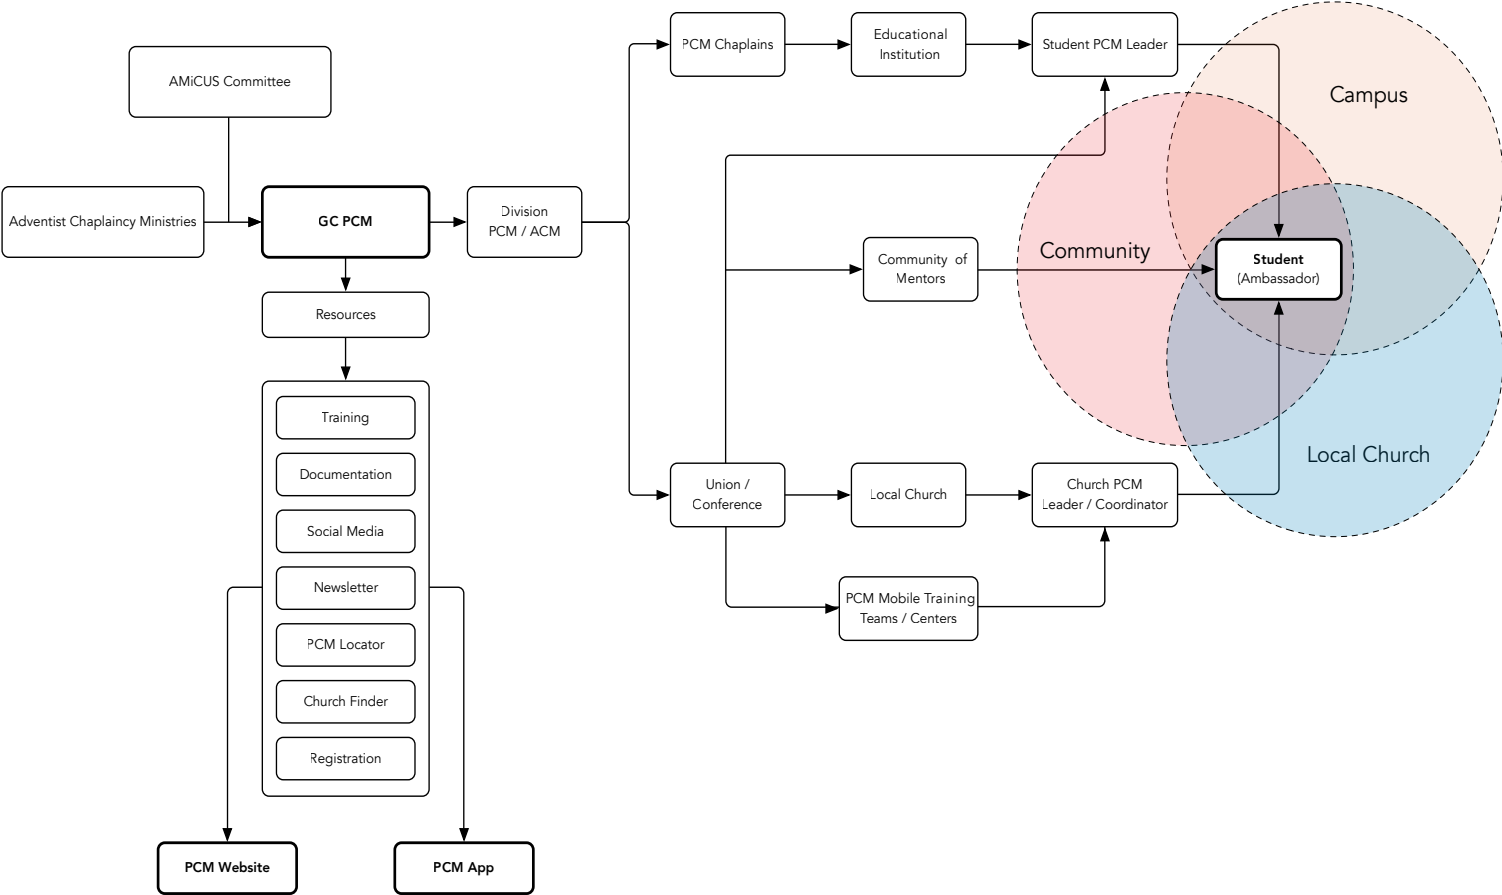 AMiCUS Committee
Adventist Chaplaincy Ministries
GC PCM
Division
PCM / ACM
Resources
Training
Documentation
Social Media
Newsletter
PCM Locator
Church Finder
Registration
PCM Website
PCM App
PCM Chaplains
Educational
Institution
Student PCM Leader
Campus
Community
Community of
Mentors
Student
(Ambassador)
Local Church
Union /
Conference
Local Church
Church PCM
Leader / Coordinator
PCM Mobile Training
Teams / Centers